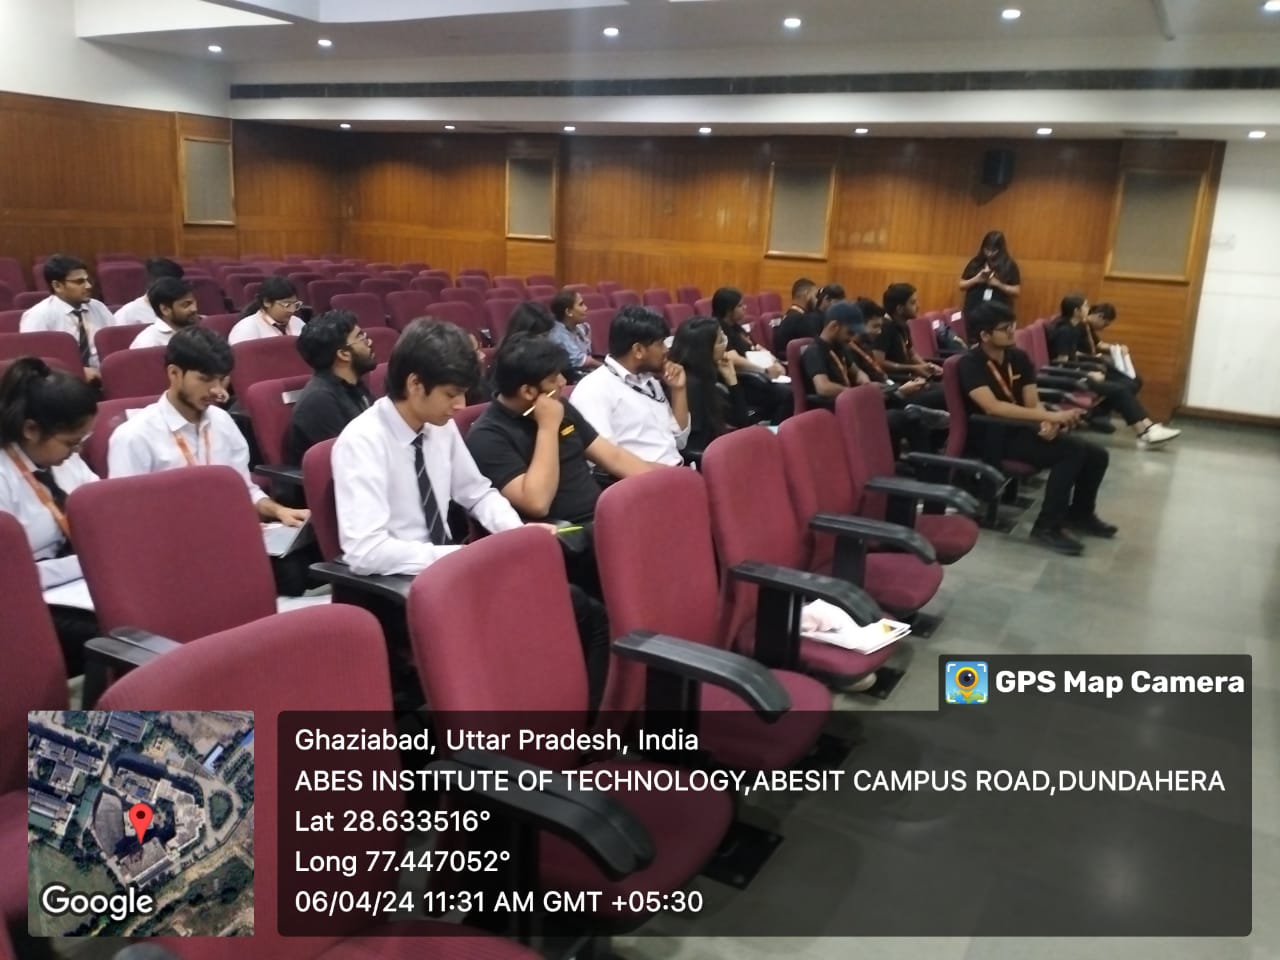 GPS Map Camera
Ghaziabad, Uttar Pradesh, India
ABES INSTITUTE OF TECHNOLOGY,ABESIT CAMPUS ROAD,DUNDAHERA
Lat 28.633516°
Long 77.447052°
06/04/24 11:31 AM GMT +05:30
Google